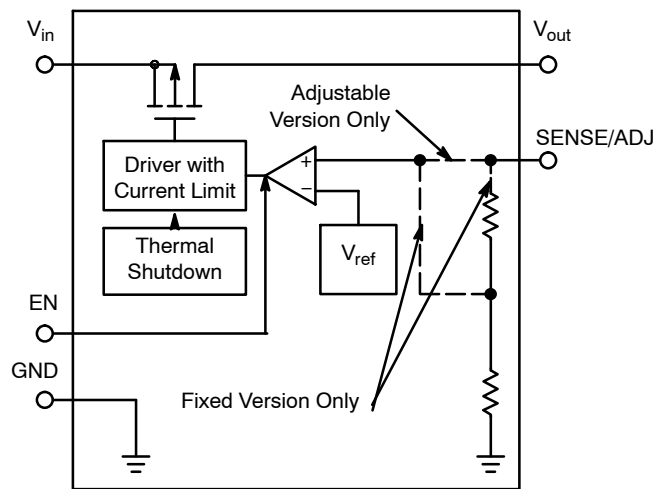 Vin
Vout
Adjustable
Version Only
SENSE/ADJ
Driver with
Current Limit
+
−
Thermal
Shutdown
Vref
EN
GND
Fixed Version Only